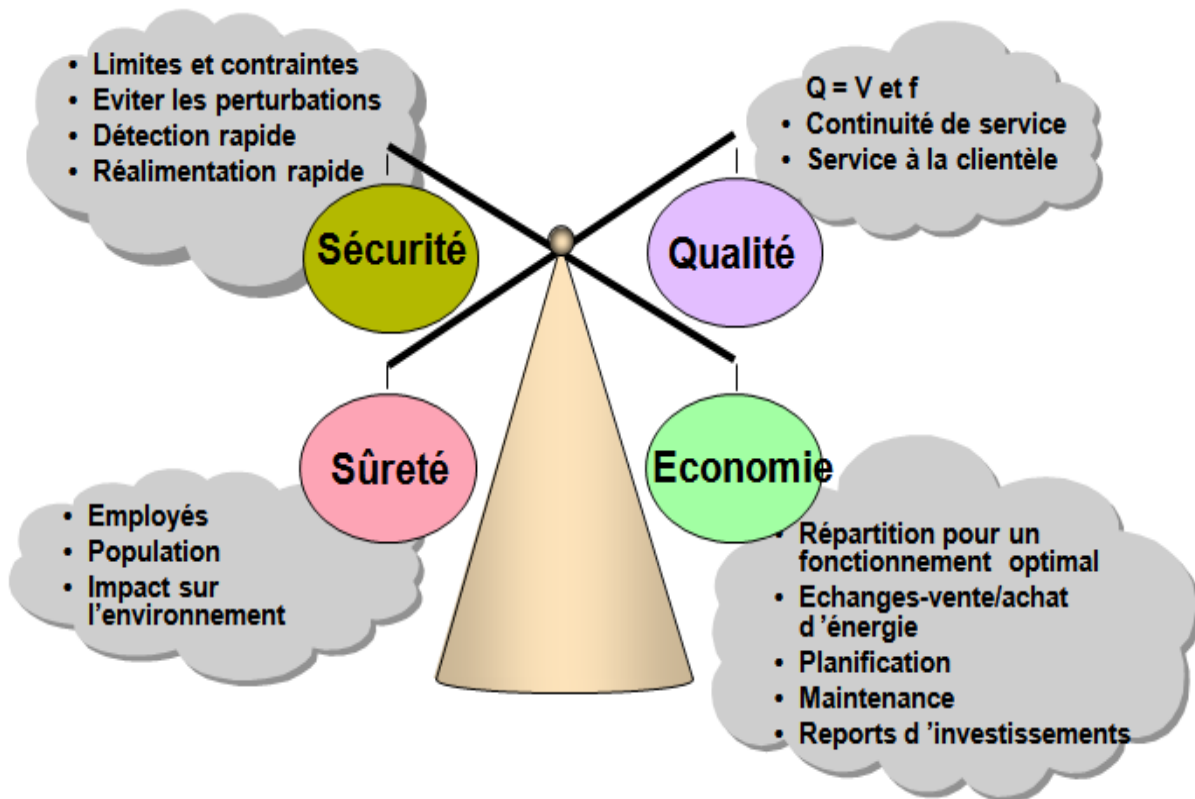 • Limites et contraintes
• Eviter les perturbations
• Détection rapide
• Réalimentation rapide
Sécurité
Q = V et f
• Continuité de service
• Service à la clientèle
Qualité
Sûreté
• Employés
• Population
• Impact sur
l'environnement
Economie
• Répartition pour un
fonctionnement optimal
• Echanges-vente/achat
d 'énergie
• Planification
• Maintenance
• Reports d 'investissements